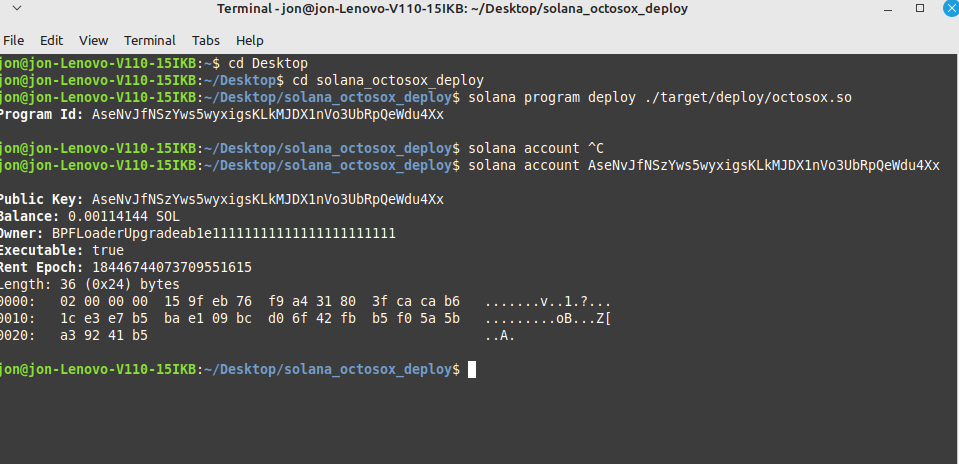 Terminal - jon@jon-Lenovo-V110-15IKB: ~/Desktop/solana_octosox_deploy
File Edit View Terminal Tabs Help
jon@jon-Lenovo-V110-15IKB:~$ cd Desktop
jon@jon-Lenovo-V110-15IKB:~/Desktop$ cd solana_octosox_deploy
jon@jon-Lenovo-V110-15IKB:~/Desktop/solana_octosox_deploy$ solana program deploy ./target/deploy/octosox.so
Program Id: AseNvJfNSzYws5wyxigsKLkMJDX1nVo3UbRpQeWdu4Xx
jon@jon-Lenovo-V110-15IKB:~/Desktop/solana_octosox_deploy$ solana account ^C
jon@jon-Lenovo-V110-15IKB:~/Desktop/solana_octosox_deploy$ solana account AseNvJfNSzYws5wyxigsKLkMJDX1nVo3UbRpQeWdu4Xx
Public Key: AseNvJfNSzYws5wyxigsKLkMJDX1nVo3UbRpQeWdu4Xx
Balance: 0.00114144 SOL
Owner: BPFLoaderUpgradeab1e11111111111111111111111
Executable: true
Rent Epoch: 18446744073709551615
Length: 36 (0x24) bytes
0000: 02 00 00 00 15 9f eb 76 f9 a4 31 80 3f ca ca b6 .......v..1.?...
0010: 1c e3 e7 b5 ba e1 09 bc d0 6f 42 fb b5 f0 5a 5b .........oB...Z[
0020: a3 92 41 b5 ..A.
jon@jon-Lenovo-V110-15IKB:~/Desktop/solana_octosox_deploy$